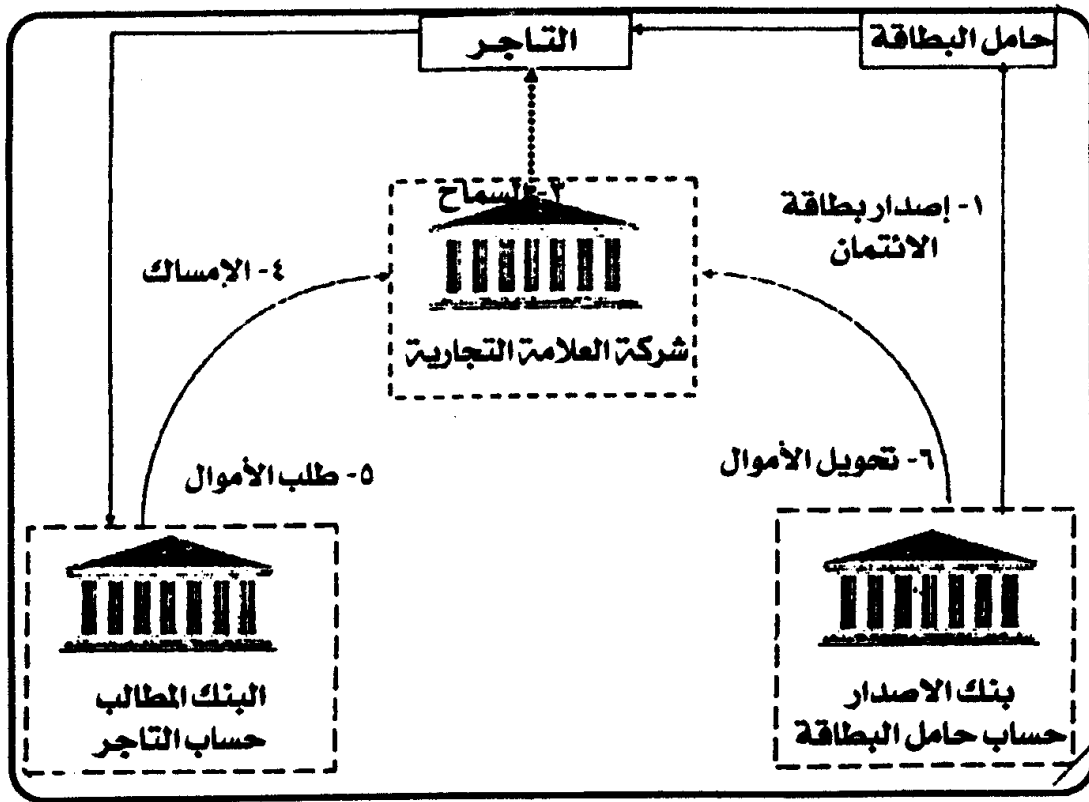 حامل البطاقة
التاجر
١- إصدار بطاقة
الائتمان
السماح
٤- الإمساك
شركة العلامة التجارية
٦- تحويل الأموال
٥- طلب الأموال
بنك الاصدار
حساب حامل البطاقة
البنك المطالب
حساب التاجر